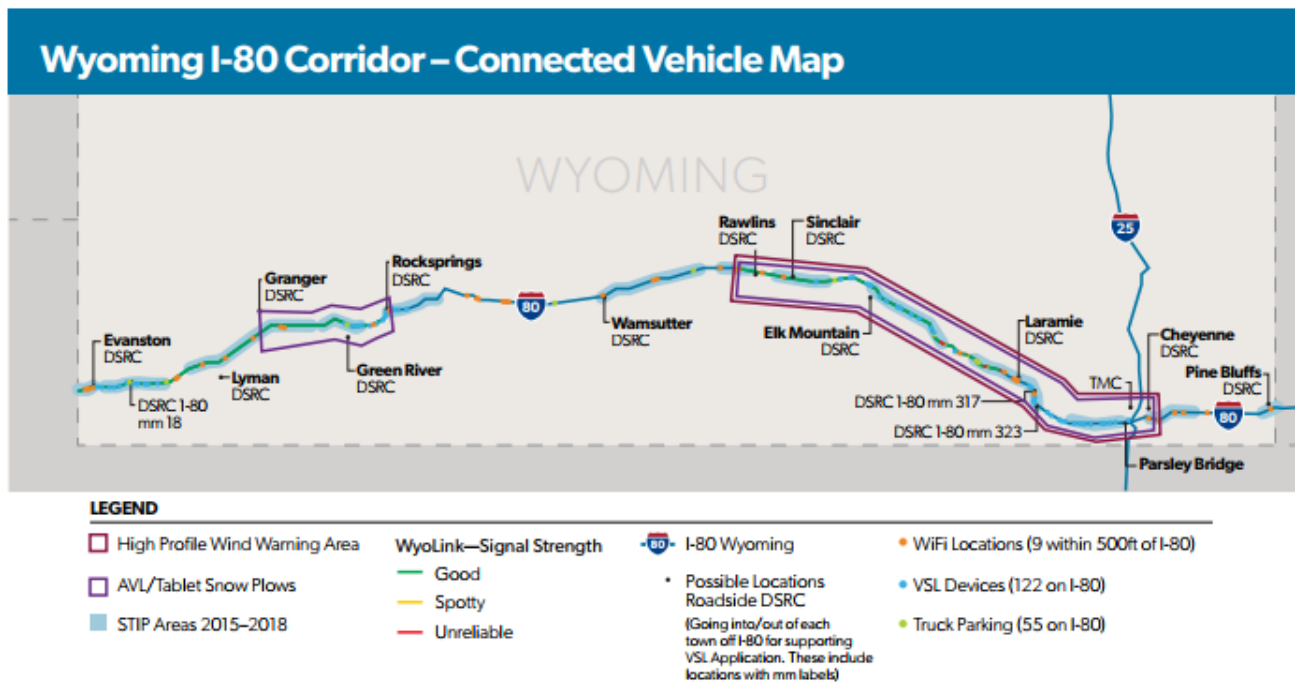 Wyoming I-80 Corridor – Connected Vehicle Map
WYOMING
Rawlins
DSRC
Sinclair
DSRC
25
Granger
DSRC
Rocksprings
DSRC
80
Evanston
DSRC
Wamsutter
DSRC
Elk Mountain
DSRC
Laramie
DSRC
Cheyenne
DSRC
Lyman
DSRC
Green River
DSRC
TMC
Pine Bluffs
DSRC
DSRC I-80
mm 18
DSRC I-80 mm 317
80
DSRC I-80 mm 323
Parsley Bridge
LEGEND
High Profile Wind Warning Area
AVL/Tablet Snow Plows
STIP Areas 2015–2018
WyoLink—Signal Strength
Good
Spotty
Unreliable
80 I-80 Wyoming
Possible Locations
Roadside DSRC
(Going into/out of each
town off I-80 for supporting
VSL Application. These include
locations with mm labels)
WiFi Locations (9 within 500ft of I-80)
VSL Devices (122 on I-80)
Truck Parking (55 on I-80)